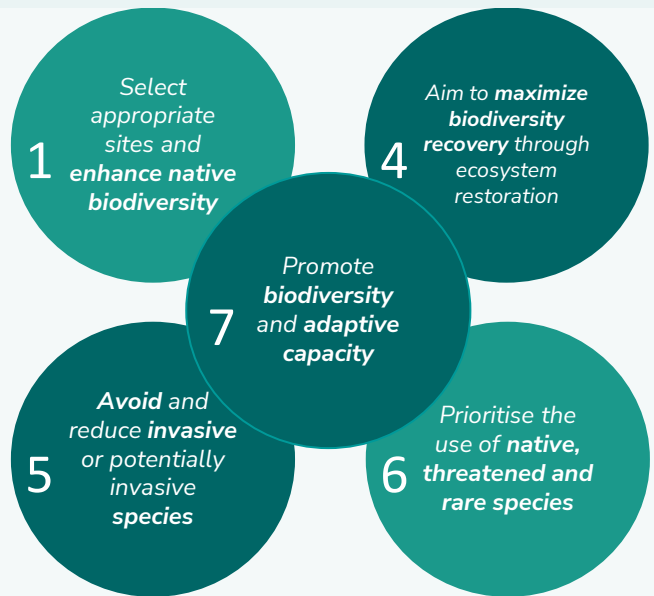 1
Select
appropriate
sites and
enhance native
biodiversity
4
Aim to maximize
biodiversity
recovery through
ecosystem
restoration
7
Promote
biodiversity
and adaptive
capacity
5
Avoid and
reduce invasive
or potentially
invasive
species
6
Prioritise the
use of native,
threatened and
rare species